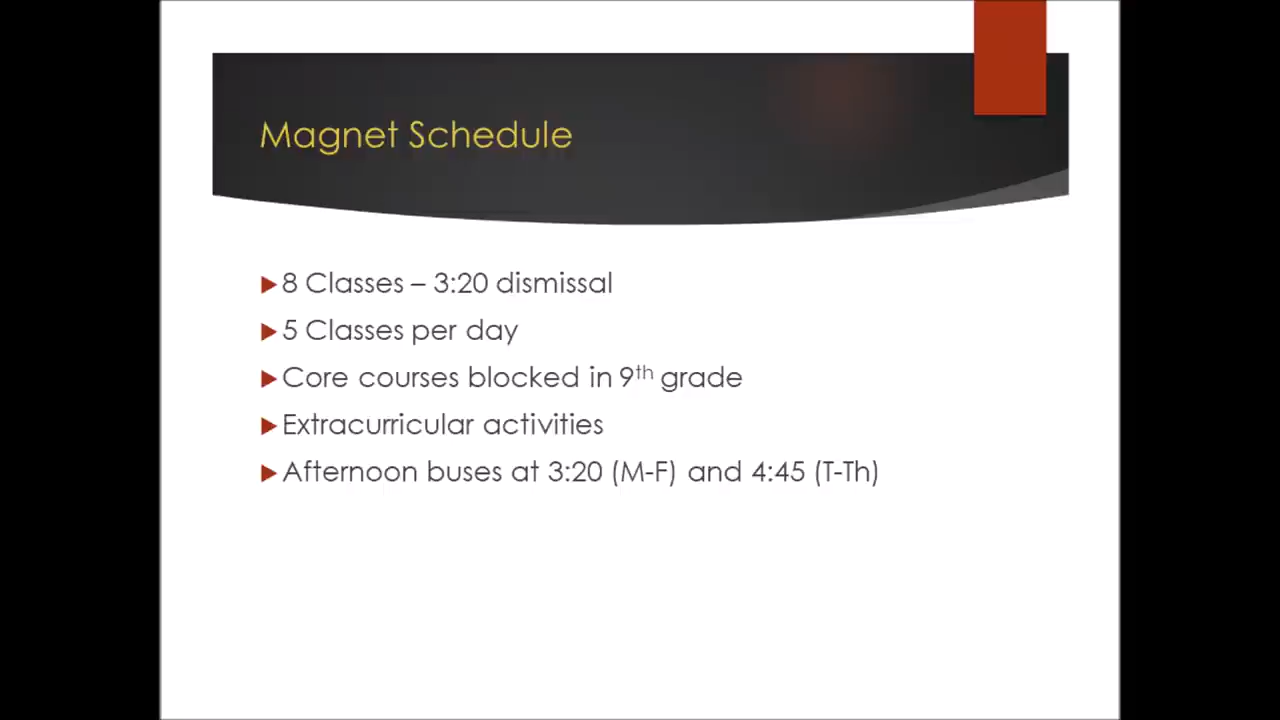 Magnet Schedule
8 Classes – 3:20 dismissal
5 Classes per day
Core courses blocked in 9th grade
Extracurricular activities
Afternoon buses at 3:20 (M-F) and 4:45 (T-Th)